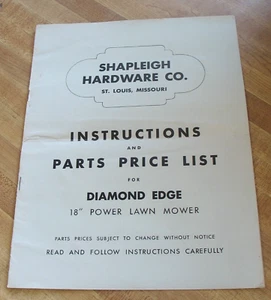 SHAPLEIGH
HARDWARE CO.
ST. LOUIS, MISSOURI
INSTRUCTIONS
AND
PARTS PRICE LIST
FOR
DIAMOND EDGE
18" POWER LAWN MOWER
PARTS PRICES SUBJECT TO CHANGE WITHOUT NOTICE
READ AND FOLLOW INSTRUCTIONS CAREFULLY